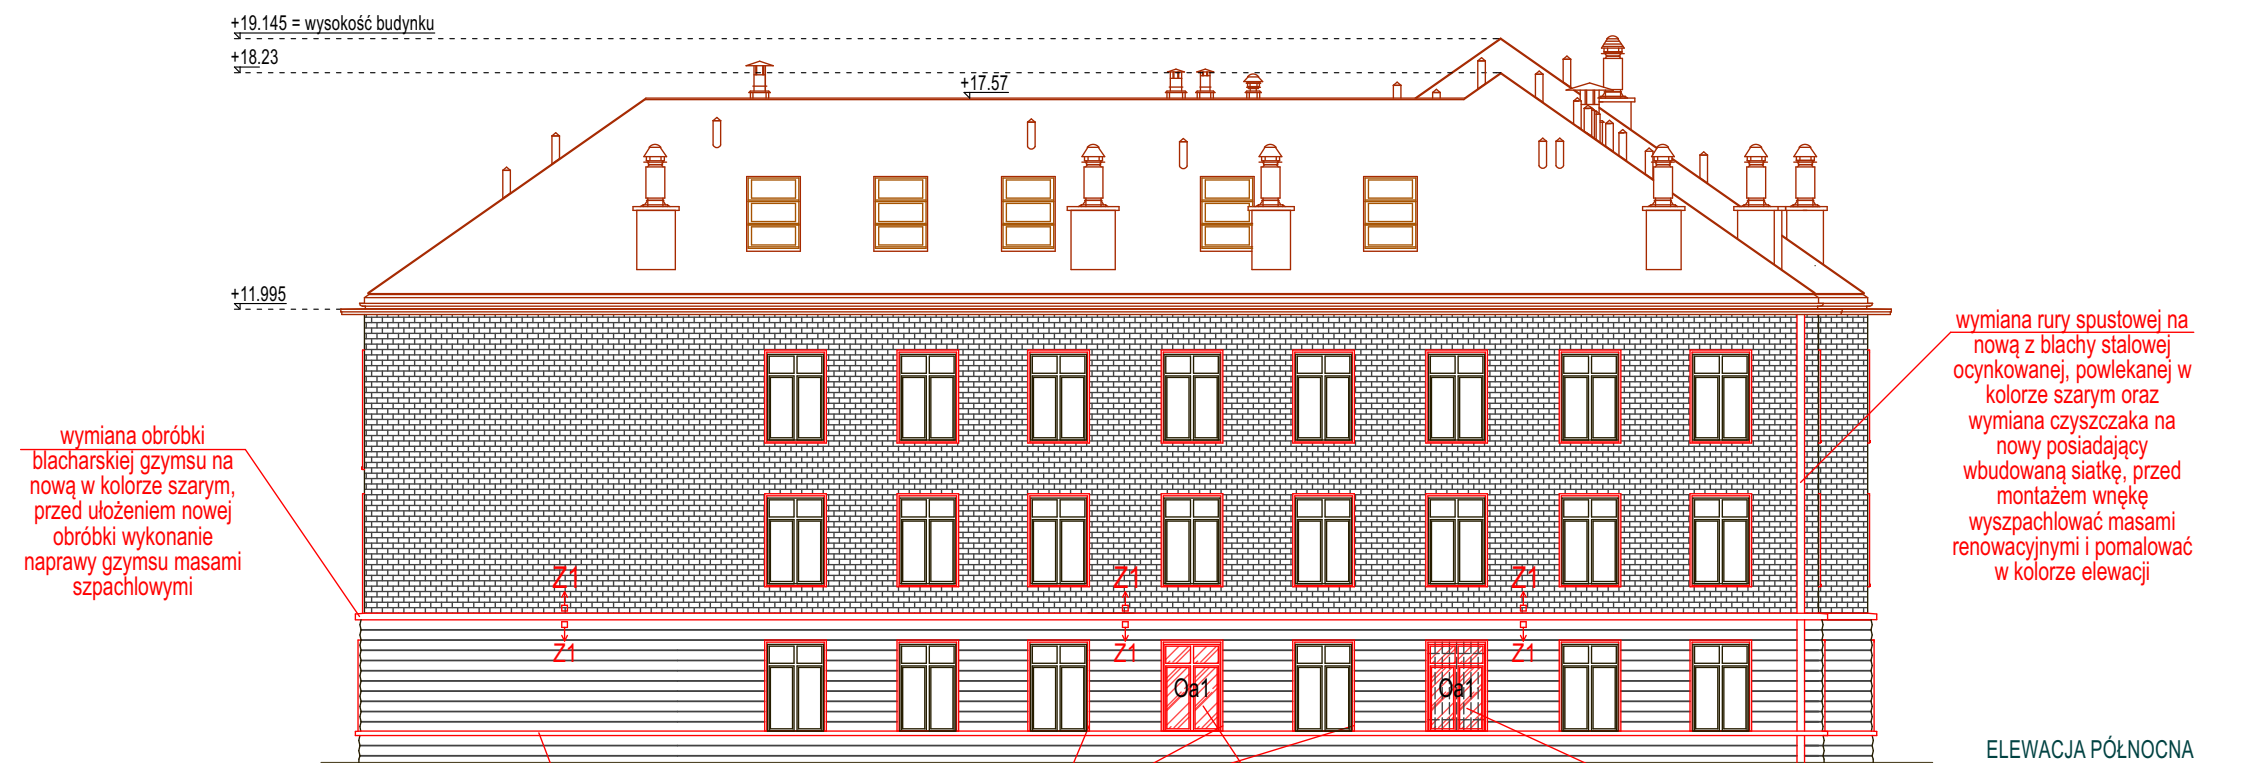 +19.145 = wysokość budynku
+18.23
+17.57
+11.995
wymiana obróbki
blacharskiej gzymsu na
nową w kolorze szarym,
przed ułożeniem nowej
obróbki wykonanie
naprawy gzymsu masami
szpachlowymi
wymiana rury spustowej na
nową z blachy stalowej
ocynkowanej, powlekanej w
kolorze szarym oraz
wymiana czyszczaka na
nowy posiadający
wbudowaną siatkę, przed
montażem wnękę
wyszpachlować masami
renowacyjnymi i pomalować
w kolorze elewacji
Z1
Z1
Z1
Z1
Z1
Z1
Oa1
Oa1
ELEWACJA PÓŁNOCNA